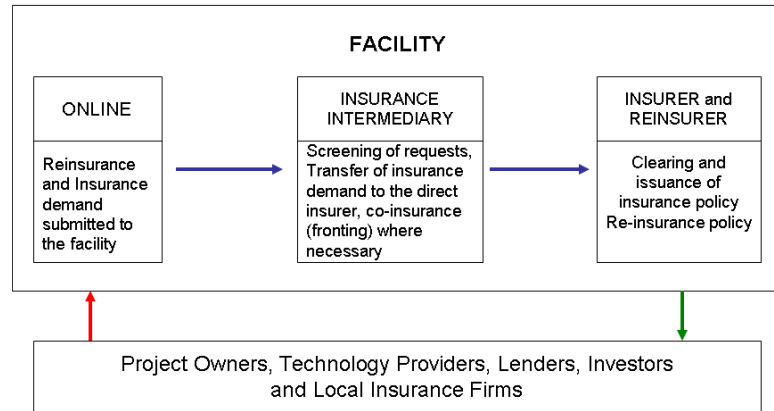 FACILITY
ONLINE
Reinsurance
and Insurance
demand
submitted to
the facility
INSURANCE
INTERMEDIARY
Screening of requests,
Transfer of insurance
demand to the direct
insurer, co-insurance
(fronting) where
necessary
INSURER and
REINSURER
Clearing and
issuance of
insurance policy
Re-insurance policy
Project Owners, Technology Providers, Lenders, Investors
and Local Insurance Firms